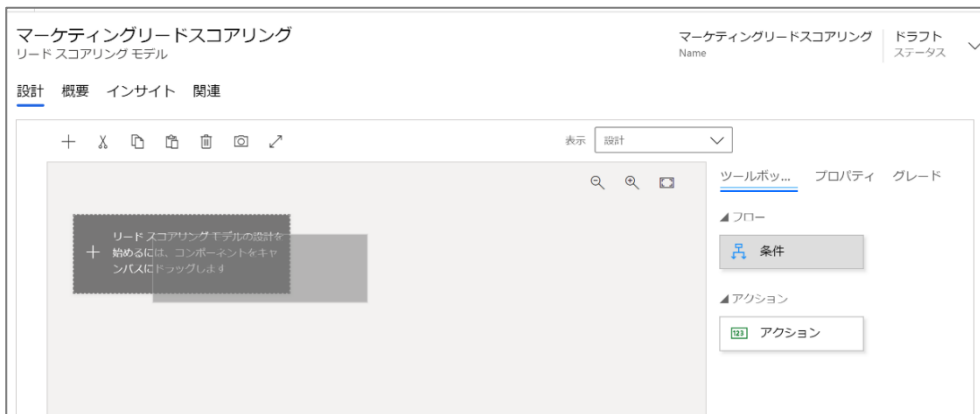 マーケティングリードスコアリング
リード スコアリング モデル
マーケティングリードスコアリング
Name
ドラフト
ステータス
設計 概要 インサイト 関連
表示 設計
ツールボッ... プロパティ グレード
リード スコアリング モデルの設計を
始めるには、コンポーネントをキャ
ンバスにドラッグします
フロー
条件
アクション
123 アクション